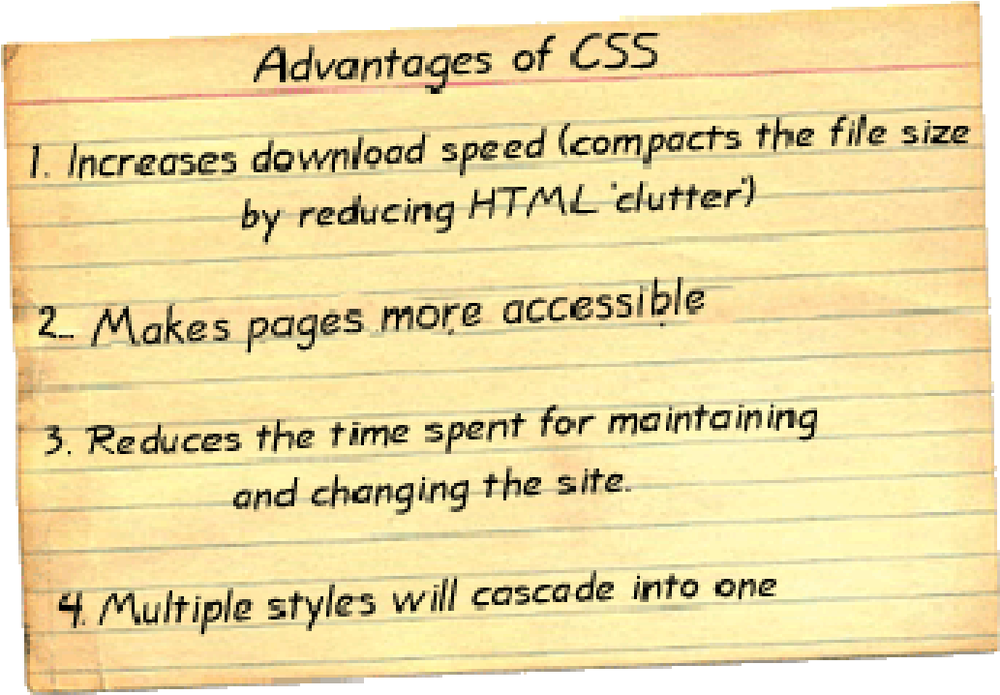 Advantages of CSS
1. Increases download speed (compacts the file size
by reducing HTML 'clutter')
2. Makes pages more accessible
3. Reduces the time spent for maintaining
and changing the site.
4. Multiple styles will cascade into one